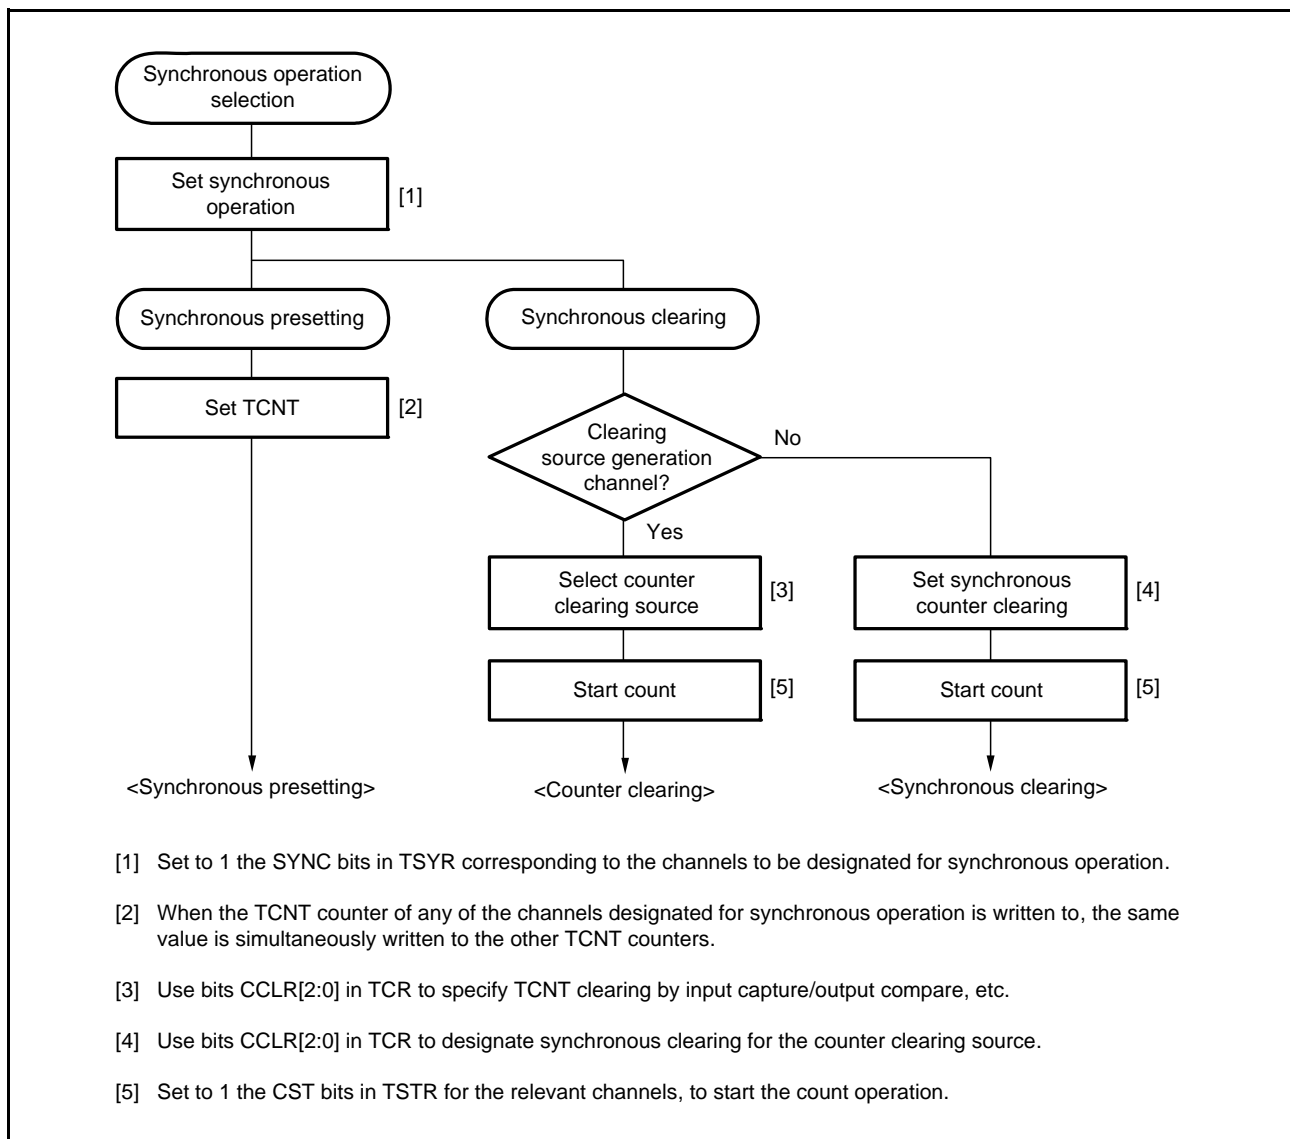 Synchronous operation
selection
Set synchronous
operation
[1]
Synchronous presetting
Synchronous clearing
Set TCNT
[2]
Clearing
source generation
channel?
No
Yes
Select counter
clearing source
[3]
Set synchronous
counter clearing
[4]
Start count
[5]
Start count
[5]
<Synchronous presetting>
<Counter clearing>
<Synchronous clearing>
[1] Set to 1 the SYNC bits in TSYR corresponding to the channels to be designated for synchronous operation.
[2] When the TCNT counter of any of the channels designated for synchronous operation is written to, the same
value is simultaneously written to the other TCNT counters.
[3] Use bits CCLR[2:0] in TCR to specify TCNT clearing by input capture/output compare, etc.
[4] Use bits CCLR[2:0] in TCR to designate synchronous clearing for the counter clearing source.
[5] Set to 1 the CST bits in TSTR for the relevant channels, to start the count operation.